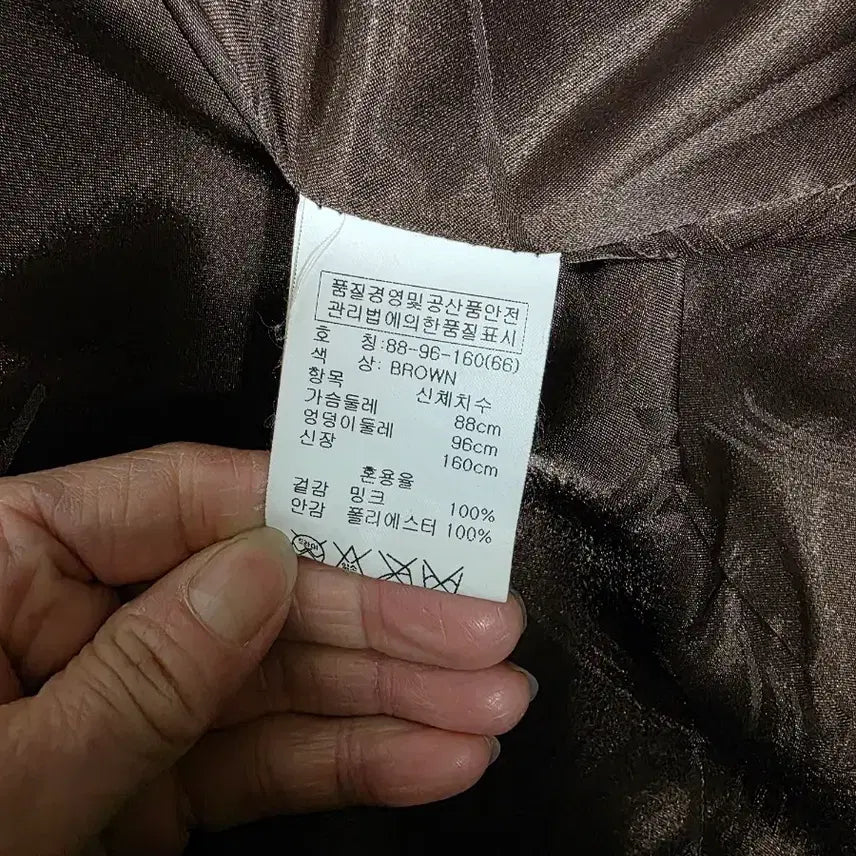 품질경영및공산품안전
관리법에의한품질표시
호 칭:88-96-160(66)
색 상: BROWN
항목 신체치수
가슴둘레 88cm
엉덩이둘레 96cm
신장 160cm
혼용율
겉감 밍크 100%
안감 폴리에스터 100%
드라이